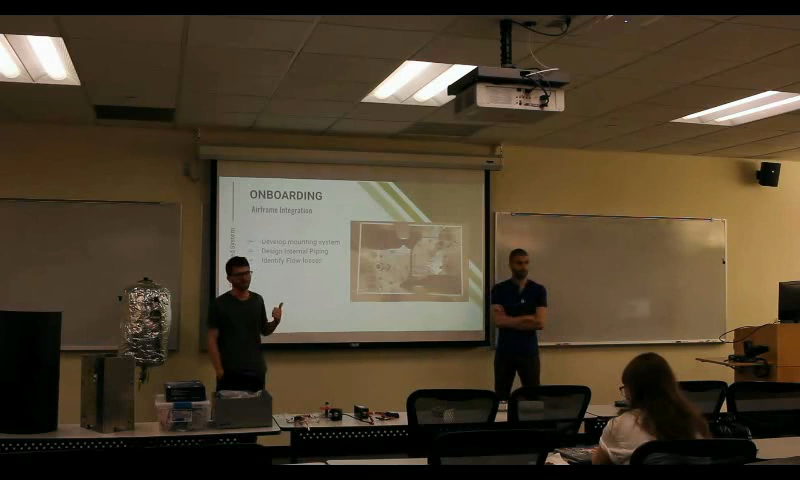 ONBOARDING
Airframe Integration
Develop mounting system
Design Internal Piping
Identify Flow losses